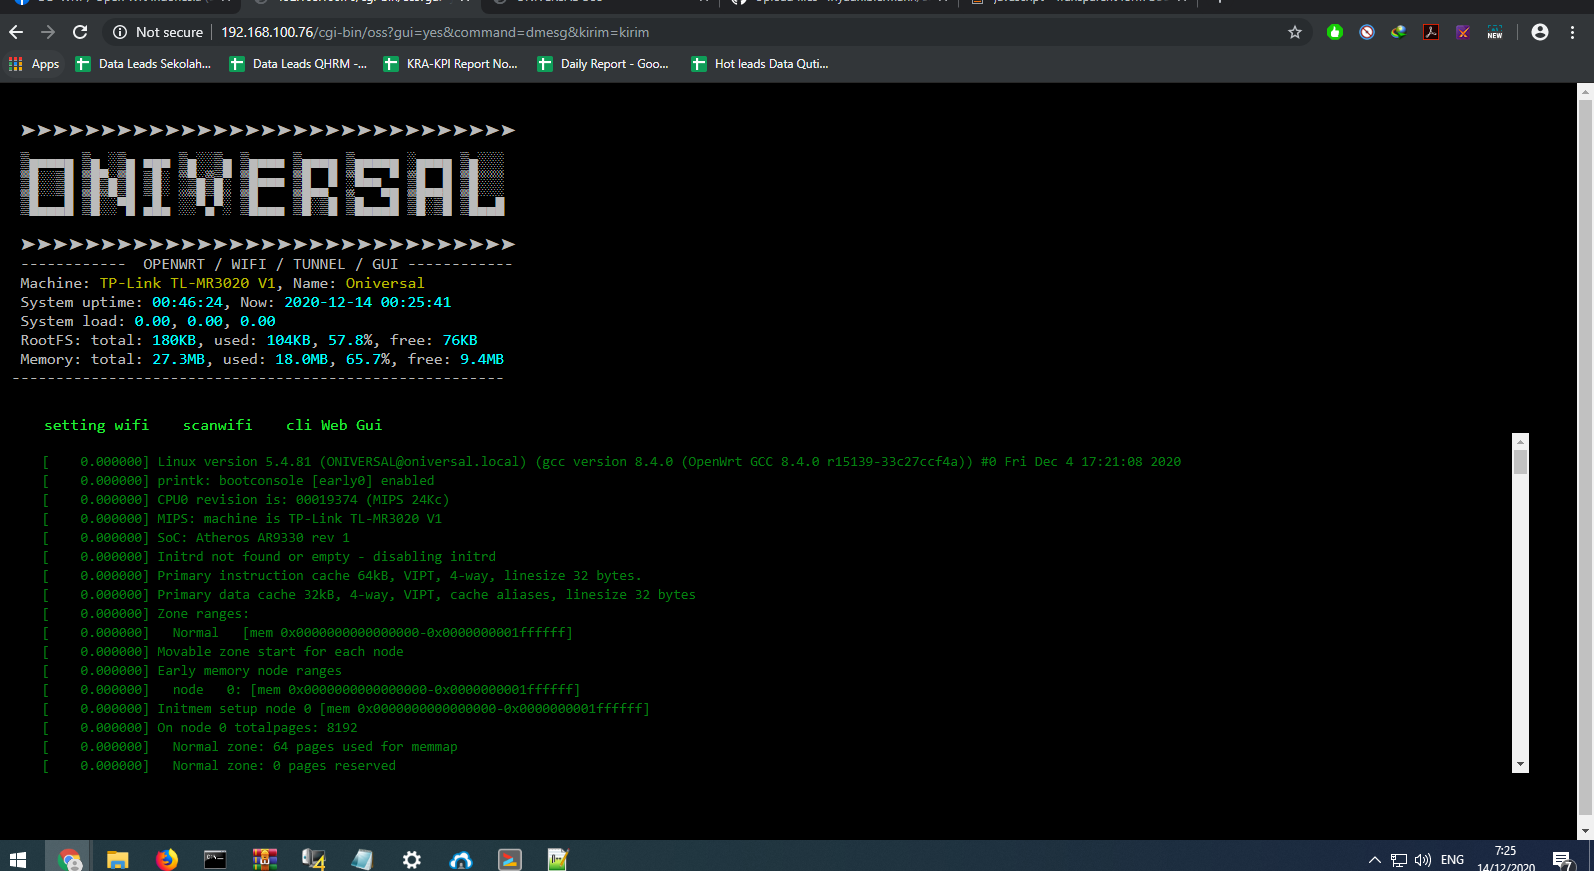 Not secure | 192.168.100.76/cgi-bin/oss?gui=yes&command=dmesg&kirim=kirim
NEW
Apps Data Leads Sekolah... Data Leads QHRM -... KRA-KPI Report No... Daily Report - Goo... Hot leads Data Quti...
➤➤➤➤➤➤➤➤➤➤➤➤➤➤➤➤➤➤➤➤➤➤➤➤➤➤➤➤➤➤➤
ONIVERSAL
➤➤➤➤➤➤➤➤➤➤➤➤➤➤➤➤➤➤➤➤➤➤➤➤➤➤➤➤➤➤➤
------------ OPENWRT / WIFI / TUNNEL / GUI ------------
Machine: TP-Link TL-MR3020 V1, Name: Oniversal
System uptime: 00:46:24, Now: 2020-12-14 00:25:41
System load: 0.00, 0.00, 0.00
RootFS: total: 180KB, used: 104KB, 57.8%, free: 76KB
Memory: total: 27.3MB, used: 18.0MB, 65.7%, free: 9.4MB
--------------------------------------------------------
setting wifi scanwifi cli Web Gui
[    0.000000] Linux version 5.4.81 (ONIVERSAL@oniversal.local) (gcc version 8.4.0 (OpenWrt GCC 8.4.0 r15139-33c27ccf4a)) #0 Fri Dec 4 17:21:08 2020
[    0.000000] printk: bootconsole [early0] enabled
[    0.000000] CPU0 revision is: 00019374 (MIPS 24Kc)
[    0.000000] MIPS: machine is TP-Link TL-MR3020 V1
[    0.000000] SoC: Atheros AR9330 rev 1
[    0.000000] Initrd not found or empty - disabling initrd
[    0.000000] Primary instruction cache 64kB, VIPT, 4-way, linesize 32 bytes.
[    0.000000] Primary data cache 32kB, 4-way, VIPT, cache aliases, linesize 32 bytes
[    0.000000] Zone ranges:
[    0.000000]   Normal   [mem 0x0000000000000000-0x0000000001ffffff]
[    0.000000] Movable zone start for each node
[    0.000000] Early memory node ranges
[    0.000000]   node   0: [mem 0x0000000000000000-0x0000000001ffffff]
[    0.000000] Initmem setup node 0 [mem 0x0000000000000000-0x0000000001ffffff]
[    0.000000] On node 0 totalpages: 8192
[    0.000000]   Normal zone: 64 pages used for memmap
[    0.000000]   Normal zone: 0 pages reserved
ENG
7:25
14/12/2020
7